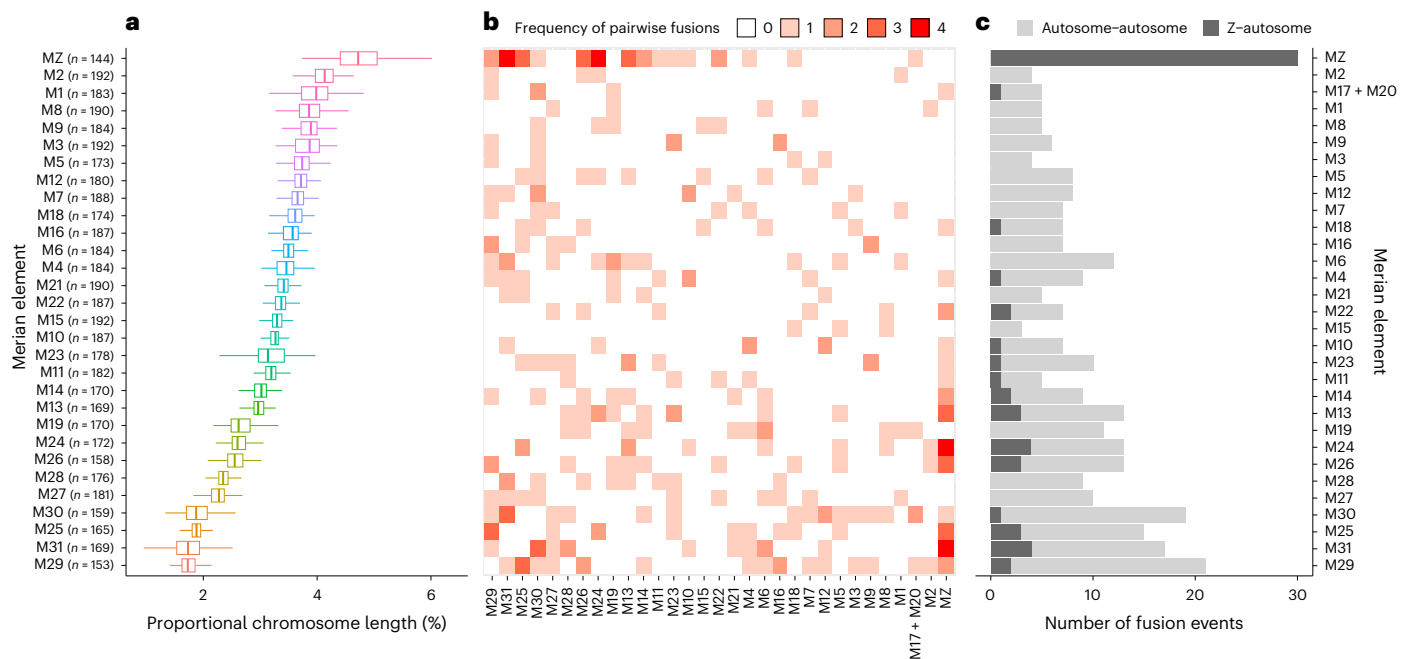 a
Merian element
MZ (n = 144)
M2 (n = 192)
M1 (n = 183)
M8 (n = 190)
M9 (n = 184)
M3 (n = 192)
M5 (n = 173)
M12 (n = 180)
M7 (n = 188)
M18 (n = 174)
M16 (n = 187)
M6 (n = 184)
M4 (n = 184)
M21 (n = 190)
M22 (n = 187)
M15 (n = 192)
M10 (n = 187)
M23 (n = 178)
M11 (n = 182)
M14 (n = 170)
M13 (n = 169)
M19 (n = 170)
M24 (n = 172)
M26 (n = 158)
M28 (n = 176)
M27 (n = 181)
M30 (n = 159)
M25 (n = 165)
M31 (n = 169)
M29 (n = 153)
2 4 6
Proportional chromosome length (%)
b
Frequency of pairwise fusions 0 1 2 3 4
M29
M31
M25
M30
M27
M28
M26
M24
M19
M13
M14
M11
M23
M10
M15
M22
M21
M4
M6
M16
M18
M7
M12
M5
M3
M9
M8
M1
M17 + M20
M2
MZ
c
Autosome–autosome Z–autosome
MZ
M2
M17 + M20
M1
M8
M9
M3
M5
M12
M7
M18
M16
M6
M4
M21
M22
M15
M10
M23
M11
M14
M13
M19
M24
M26
M28
M27
M30
M25
M31
M29
Merian element
0 10 20 30
Number of fusion events